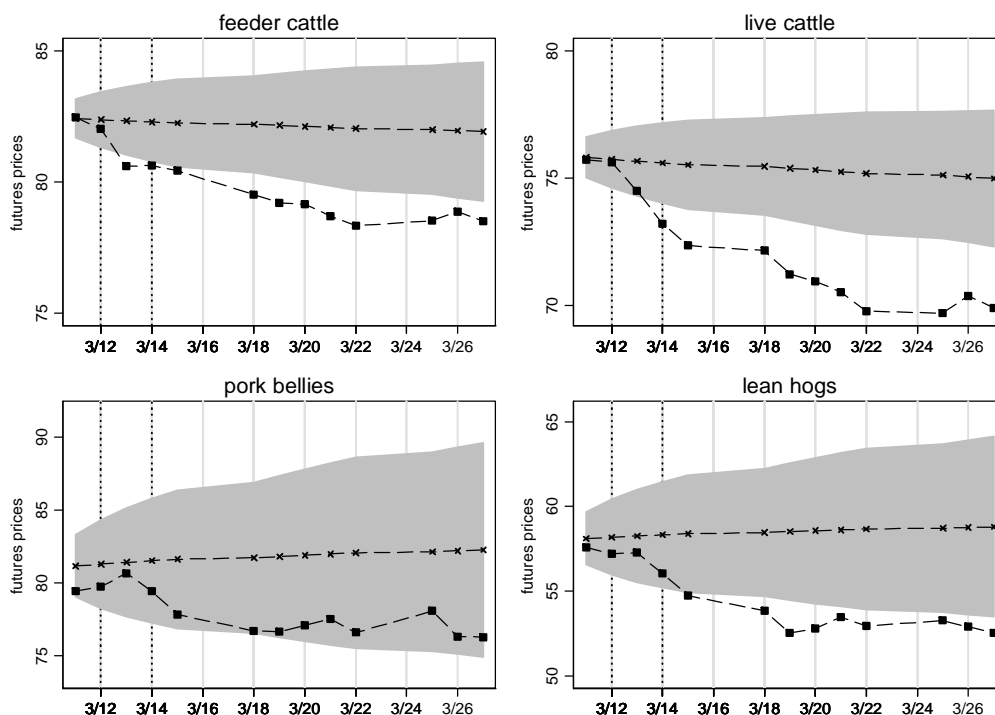 feeder cattle
futures prices
85
80
75
3/12 3/14 3/16 3/18 3/20 3/22 3/24 3/26
live cattle
futures prices
80
75
70
3/12 3/14 3/16 3/18 3/20 3/22 3/24 3/26
pork bellies
futures prices
90
85
80
75
3/12 3/14 3/16 3/18 3/20 3/22 3/24 3/26
lean hogs
futures prices
65
60
55
50
3/12 3/14 3/16 3/18 3/20 3/22 3/24 3/26